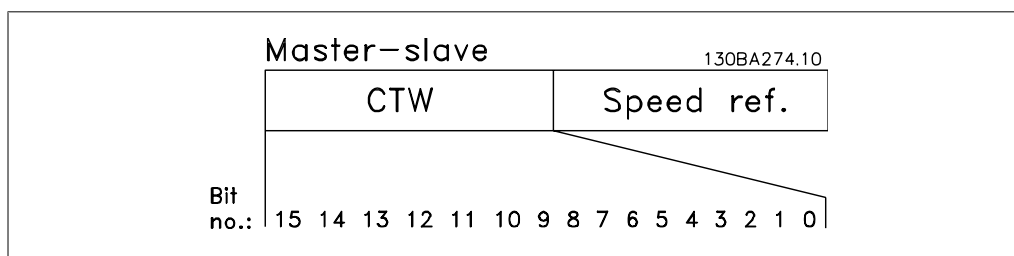 Master-slave
130BA274.10
CTW
Speed ref.
Bit
no.: 15 14 13 12 11 10 9 8 7 6 5 4 3 2 1 0